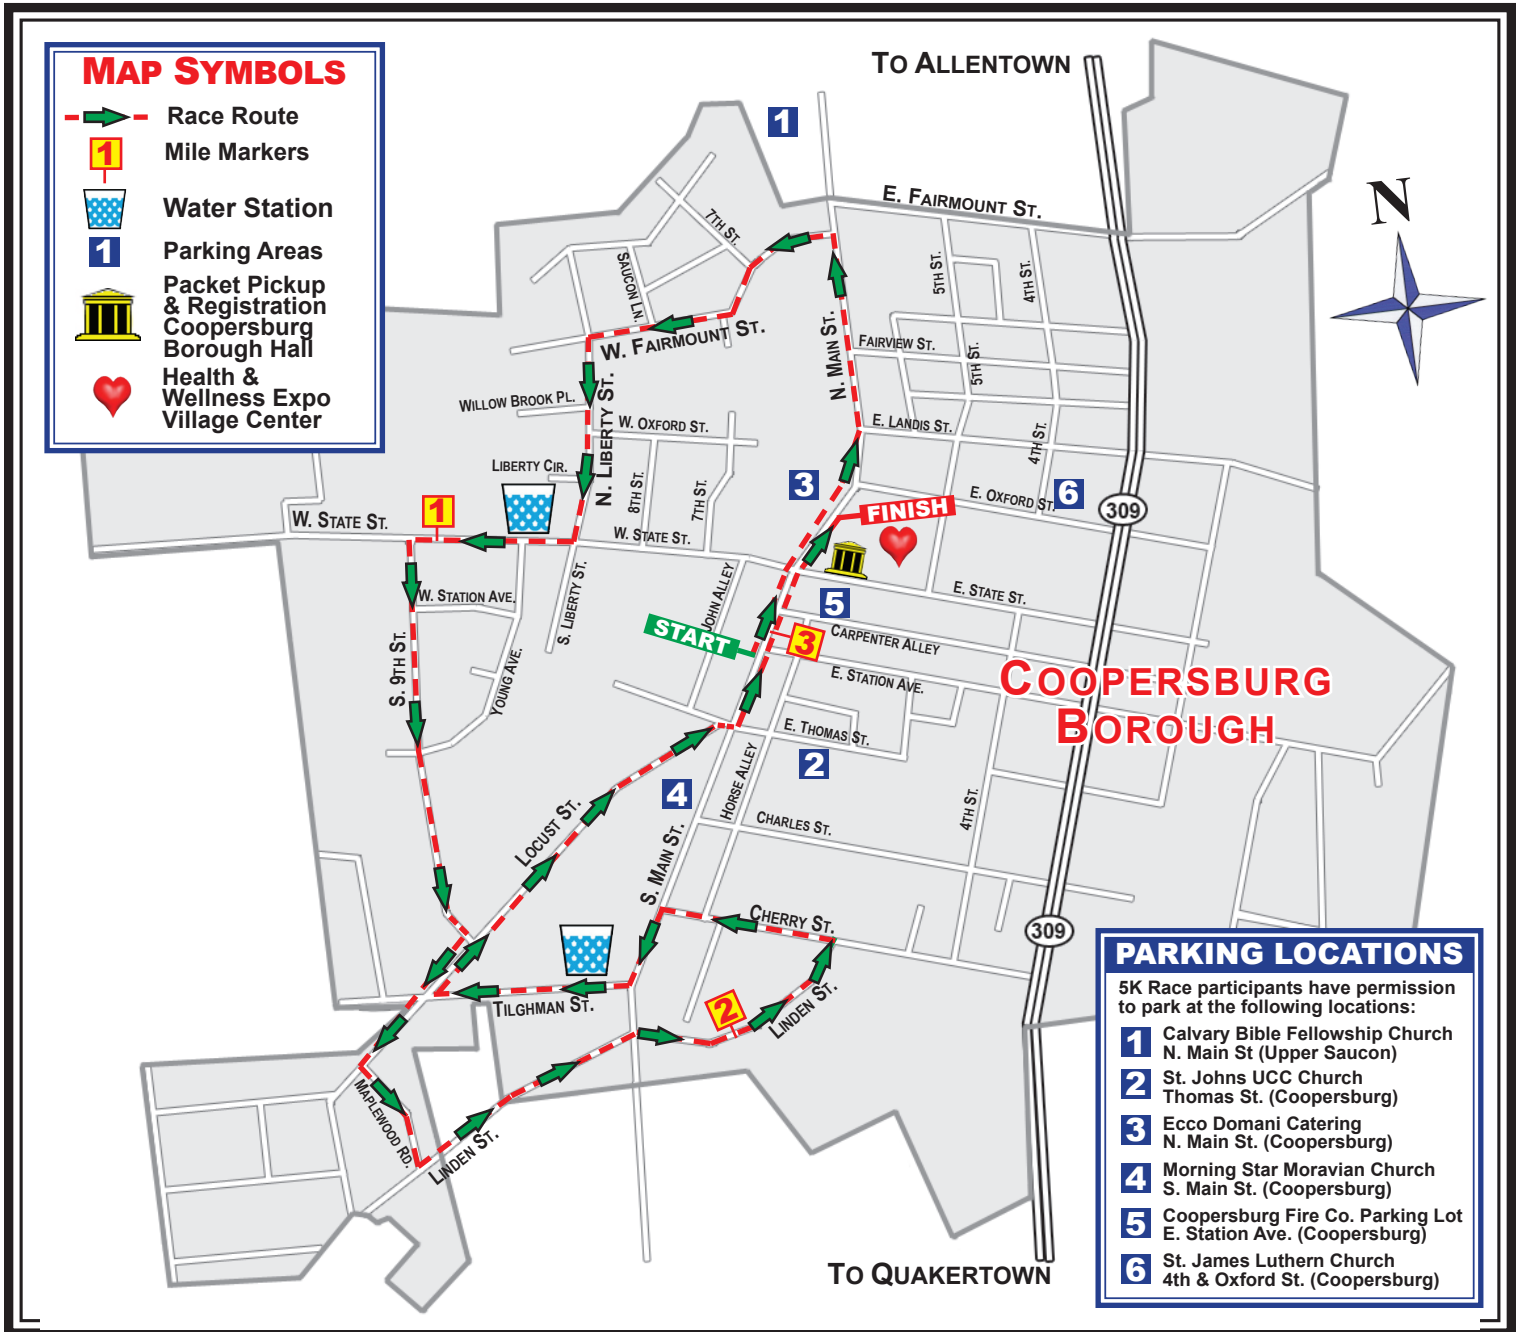 MAP SYMBOLS
Race Route
1
Mile Markers
Water Station
1
Parking Areas
Packet Pickup
& Registration
Coopersburg
Borough Hall
Health &
Wellness Expo
Village Center
TO ALLENTOWN
N
1
E. FAIRMOUNT ST.
7TH ST.
SAUCON LN.
5TH ST.
4TH ST.
W. FAIRMOUNT ST.
N. MAIN ST.
FAIRVIEW ST.
5TH ST.
WILLOW BROOK PL.
N. LIBERTY ST.
W. OXFORD ST.
E. LANDIS ST.
4TH ST.
LIBERTY CIR.
8TH ST.
7TH ST.
3
E. OXFORD ST.
6
309
1
W. STATE ST.
W. STATE ST.
FINISH
W. STATION AVE.
S. LIBERTY ST.
JOHN ALLEY
5
E. STATE ST.
START
3
CARPENTER ALLEY
S. 9TH ST.
YOUNG AVE.
E. STATION AVE.
COOPERSBURG
BOROUGH
E. THOMAS ST.
2
4
HORSE ALLEY
LOCUST ST.
S. MAIN ST.
CHARLES ST.
4TH ST.
CHERRY ST.
309
TILGHMAN ST.
2
LINDEN ST.
MAPLEWOOD RD.
LINDEN ST.
TO QUAKERTOWN
PARKING LOCATIONS
5K Race participants have permission
to park at the following locations:
1 Calvary Bible Fellowship Church
N. Main St (Upper Saucon)
2 St. Johns UCC Church
Thomas St. (Coopersburg)
3 Ecco Domani Catering
N. Main St. (Coopersburg)
4 Morning Star Moravian Church
S. Main St. (Coopersburg)
5 Coopersburg Fire Co. Parking Lot
E. Station Ave. (Coopersburg)
6 St. James Luthern Church
4th & Oxford St. (Coopersburg)